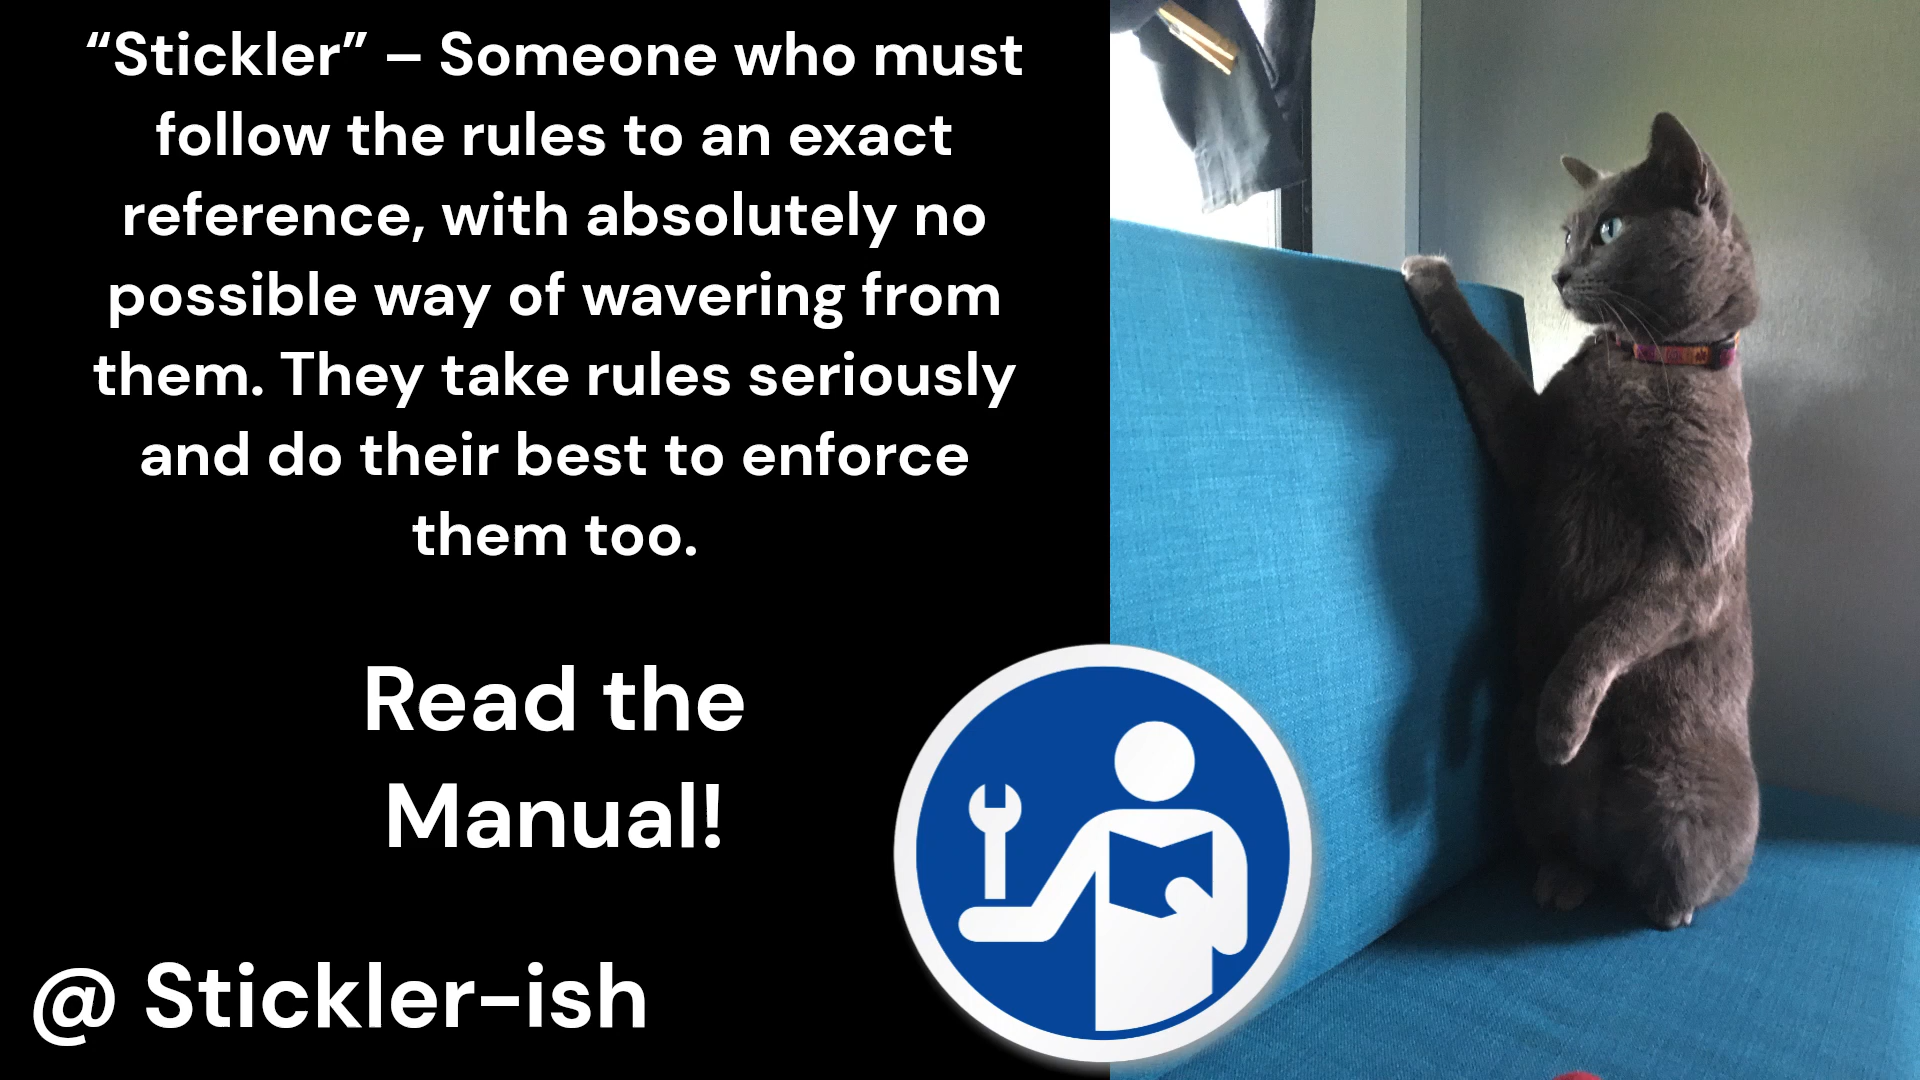 “Stickler” – Someone who must
follow the rules to an exact
reference, with absolutely no
possible way of wavering from
them. They take rules seriously
and do their best to enforce
them too.
Read the
Manual!
@ Stickler-ish